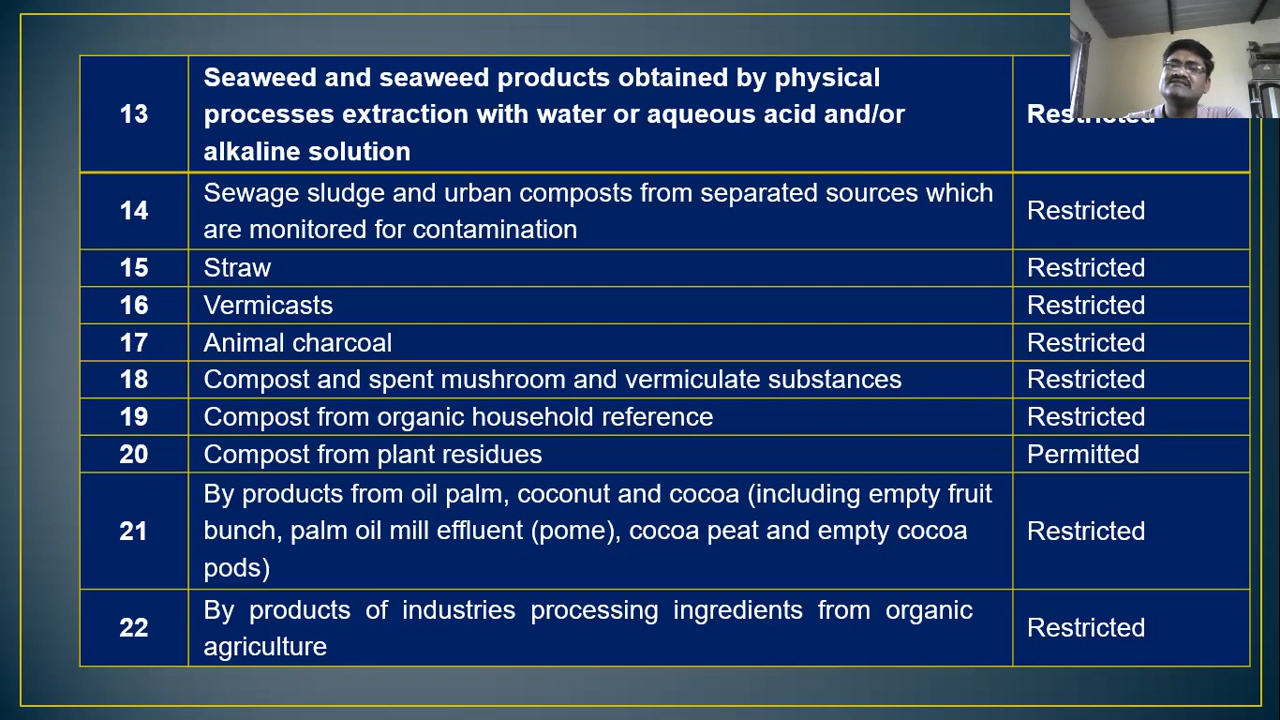 13 Seaweed and seaweed products obtained by physical
processes extraction with water or aqueous acid and/or
alkaline solution
Restricted
14 Sewage sludge and urban composts from separated sources which
are monitored for contamination
Restricted
15 Straw Restricted
16 Vermicasts Restricted
17 Animal charcoal Restricted
18 Compost and spent mushroom and vermiculate substances Restricted
19 Compost from organic household reference Restricted
20 Compost from plant residues Permitted
21 By products from oil palm, coconut and cocoa (including empty fruit
bunch, palm oil mill effluent (pome), cocoa peat and empty cocoa
pods)
Restricted
22 By products of industries processing ingredients from organic
agriculture
Restricted